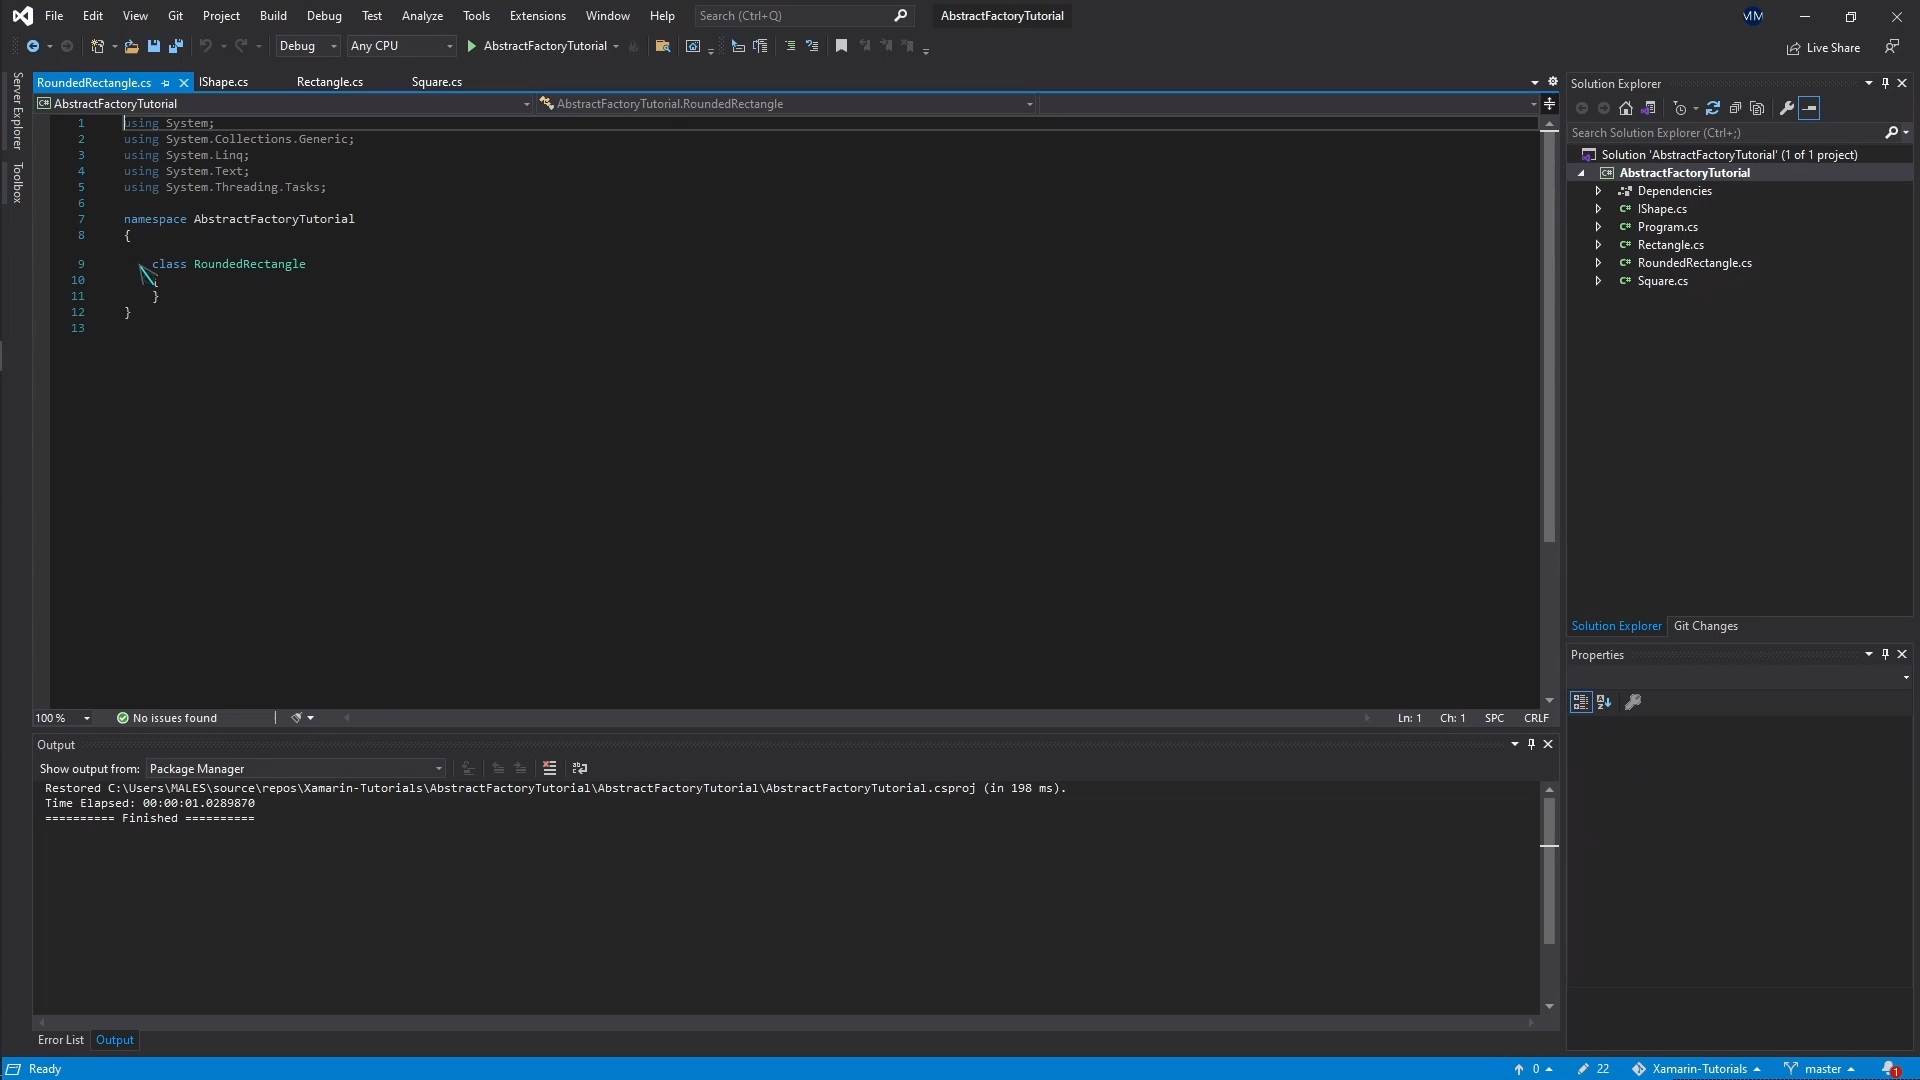 File Edit View Git Project Build Debug Test Analyze Tools Extensions Window Help Search (Ctrl+Q) AbstractFactoryTutorial MM
Debug Any CPU AbstractFactoryTutorial Live Share
RoundedRectangle.cs IShape.cs Rectangle.cs Square.cs
AbstractFactoryTutorial AbstractFactoryTutorial.RoundedRectangle
Server Explorer
Toolbox
1 using System;
2 using System.Collections.Generic;
3 using System.Linq;
4 using System.Text;
5 using System.Threading.Tasks;
6
7 namespace AbstractFactoryTutorial
8 {
9 class RoundedRectangle
10 {
11 }
12 }
13
100 % No issues found Ln: 1 Ch: 1 SPC CRLF
Output
Show output from: Package Manager
Restored C:\Users\MALES\source\repos\Xamarin-Tutorials\AbstractFactoryTutorial\AbstractFactoryTutorial\AbstractFactoryTutorial.csproj (in 198 ms).
Time Elapsed: 00:00:01.0289870
========== Finished ==========
Error List Output
Solution Explorer
Search Solution Explorer (Ctrl+;)
Solution 'AbstractFactoryTutorial' (1 of 1 project)
C# AbstractFactoryTutorial
Dependencies
C# IShape.cs
C# Program.cs
C# Rectangle.cs
C# RoundedRectangle.cs
C# Square.cs
Solution Explorer Git Changes
Properties
Ready 0 22 Xamarin-Tutorials master 1